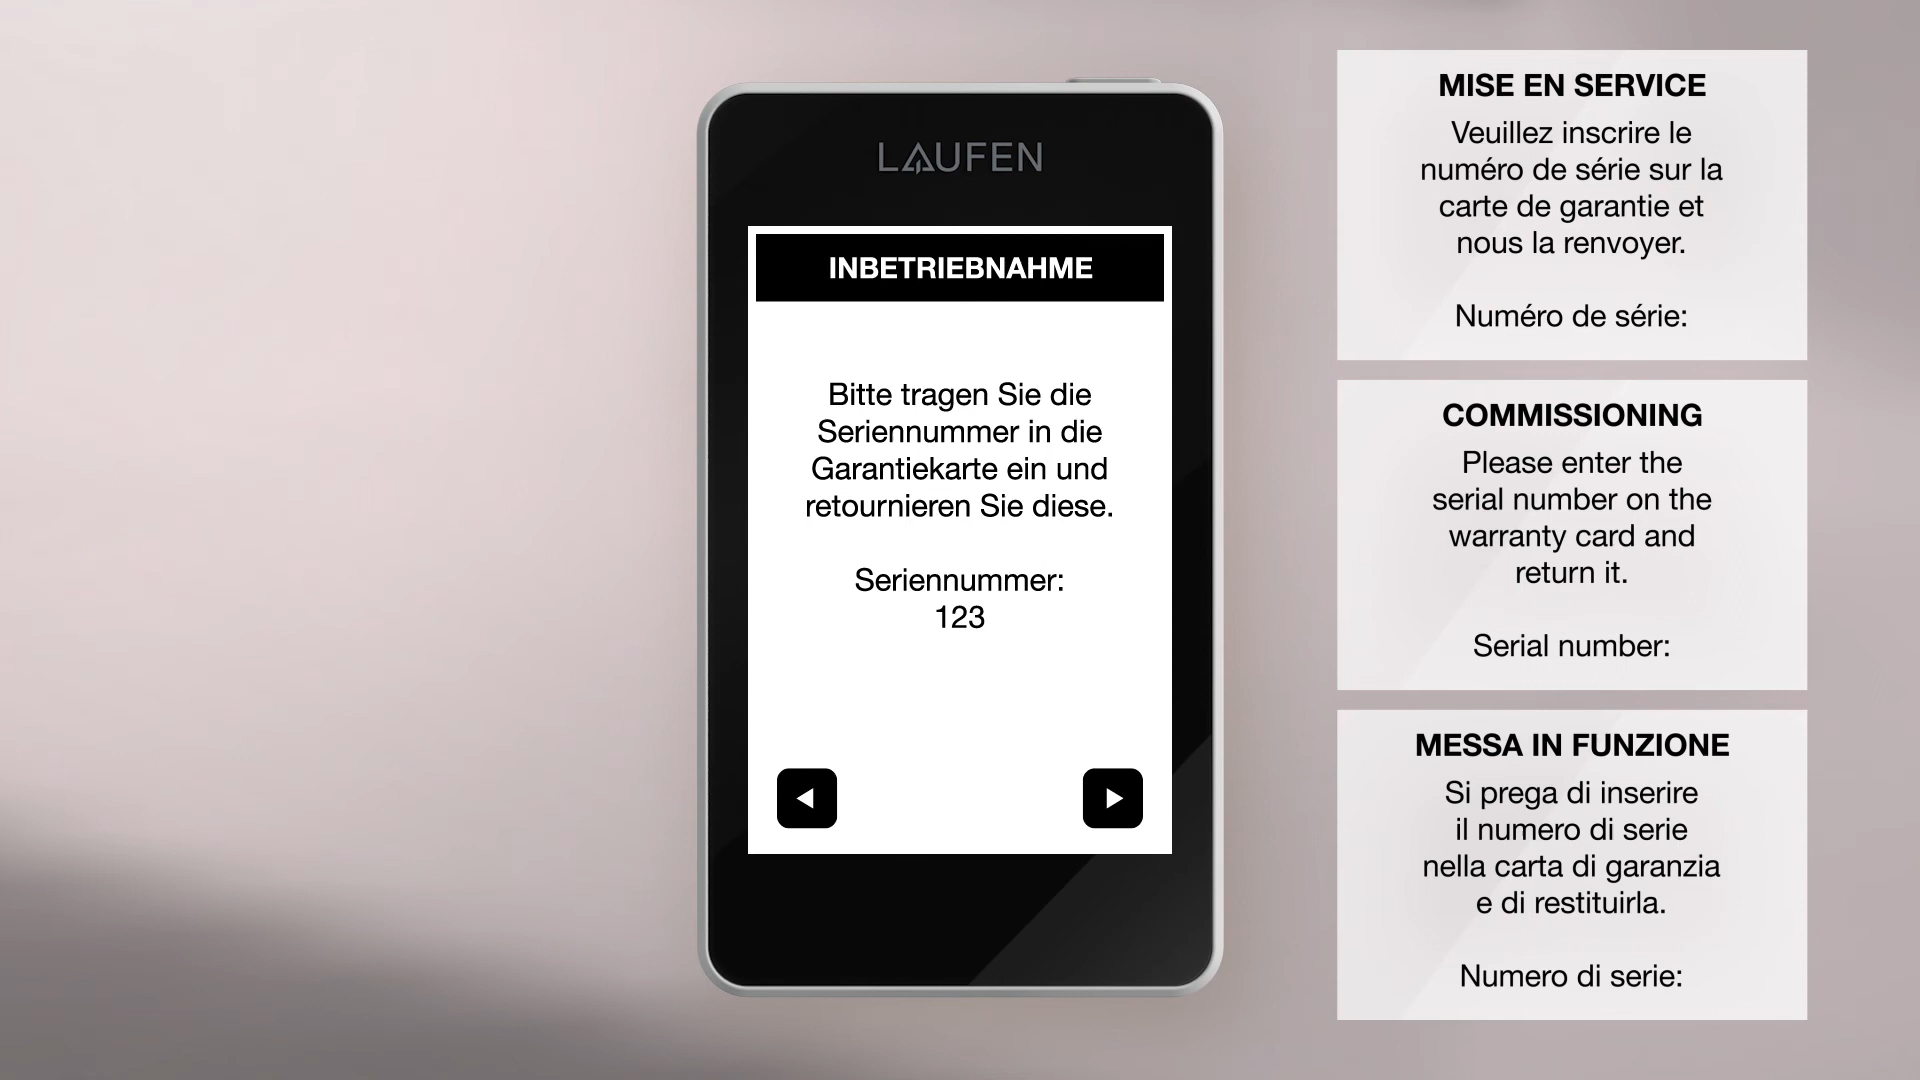 LAUFEN
INBETRIEBNAHME
Bitte tragen Sie die
Seriennummer in die
Garantiekarte ein und
retournieren Sie diese.
Seriennummer:
123
MISE EN SERVICE
Veuillez inscrire le
numéro de série sur la
carte de garantie et
nous la renvoyer.
Numéro de série:
COMMISSIONING
Please enter the
serial number on the
warranty card and
return it.
Serial number:
MESSA IN FUNZIONE
Si prega di inserire
il numero di serie
nella carta di garanzia
e di restituirla.
Numero di serie: